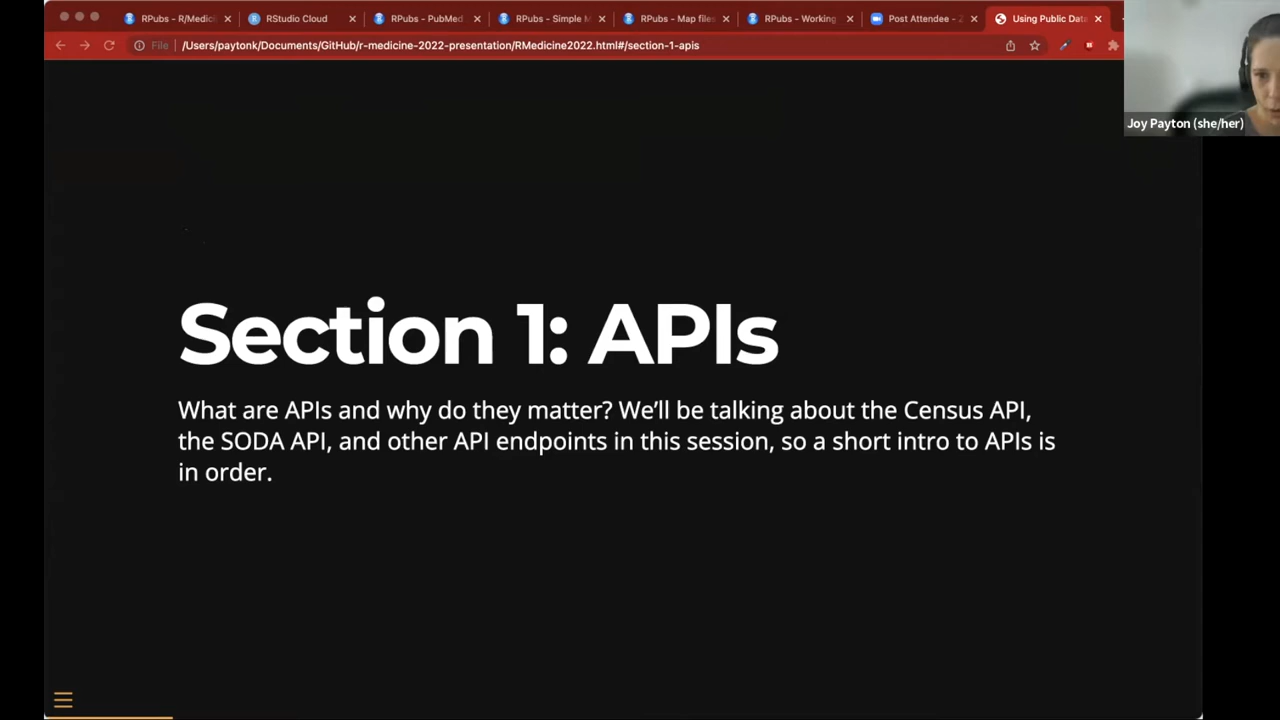 RPubs - R/Medic
RStudio Cloud
RPubs - PubMed
RPubs - Simple M
RPubs - Map files
RPubs - Working
Post Attendee - Z
Using Public Data
File
/Users/paytonk/Documents/GitHub/r-medicine-2022-presentation/RMedicine2022.html#/section-1-apis
Joy Payton (she/her)
Section 1: APIs
What are APIs and why do they matter? We’ll be talking about the Census API,
the SODA API, and other API endpoints in this session, so a short intro to APIs is
in order.